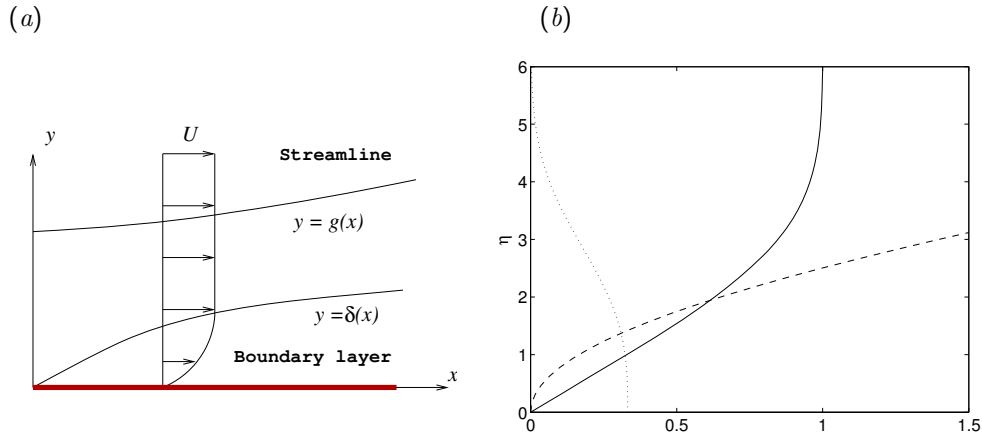 (a)
y
U
Streamline
y = g(x)
y =δ(x)
Boundary layer
x
(b)
6
5
4
η
3
2
1
0
0
0.5
1
1.5